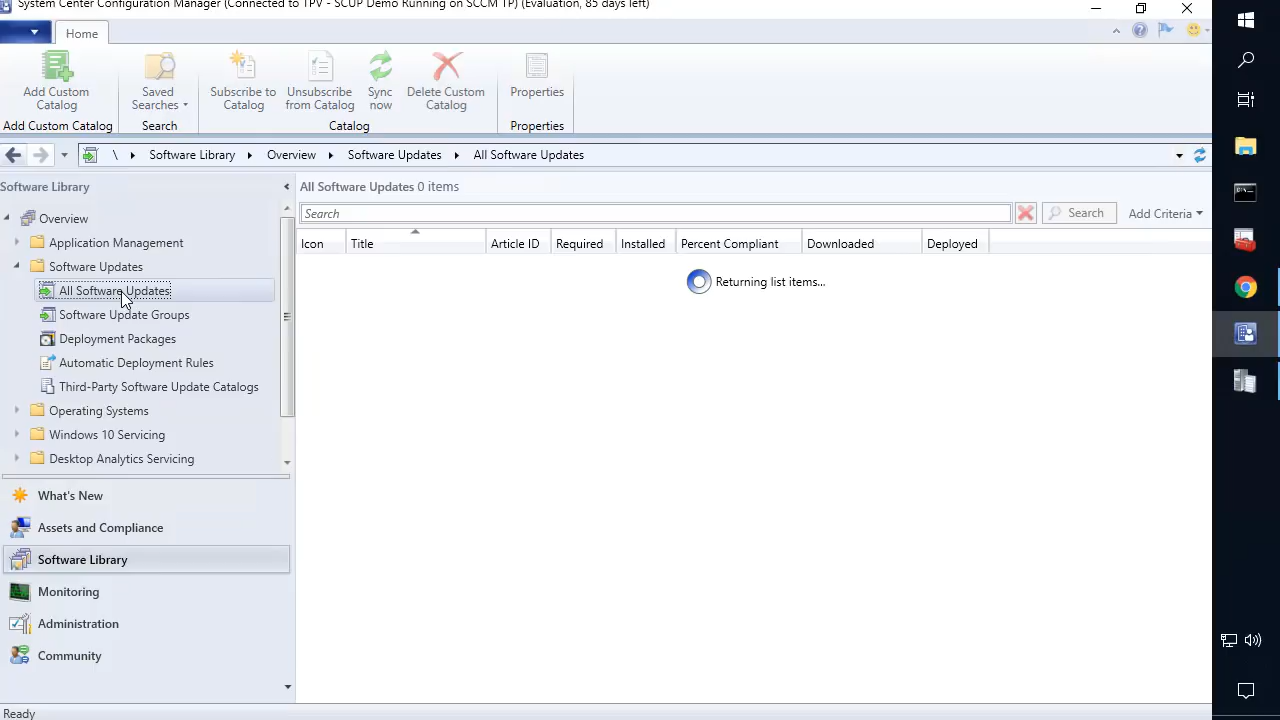 System Center Configuration Manager (Connected to TPV - SCUP Demo Running on SCCM TP) (Evaluation, 85 days left)
Home
Add Custom Catalog
Saved Searches
Subscribe to Catalog
Unsubscribe from Catalog
Sync now
Delete Custom Catalog
Properties
Add Custom Catalog
Search
Catalog
Properties
\ Software Library Overview Software Updates All Software Updates
Software Library
All Software Updates 0 items
Search
Search
Add Criteria
Icon Title Article ID Required Installed Percent Compliant Downloaded Deployed
Returning list items...
Overview
Application Management
Software Updates
All Software Updates
Software Update Groups
Deployment Packages
Automatic Deployment Rules
Third-Party Software Update Catalogs
Operating Systems
Windows 10 Servicing
Desktop Analytics Servicing
What's New
Assets and Compliance
Software Library
Monitoring
Administration
Community
Ready